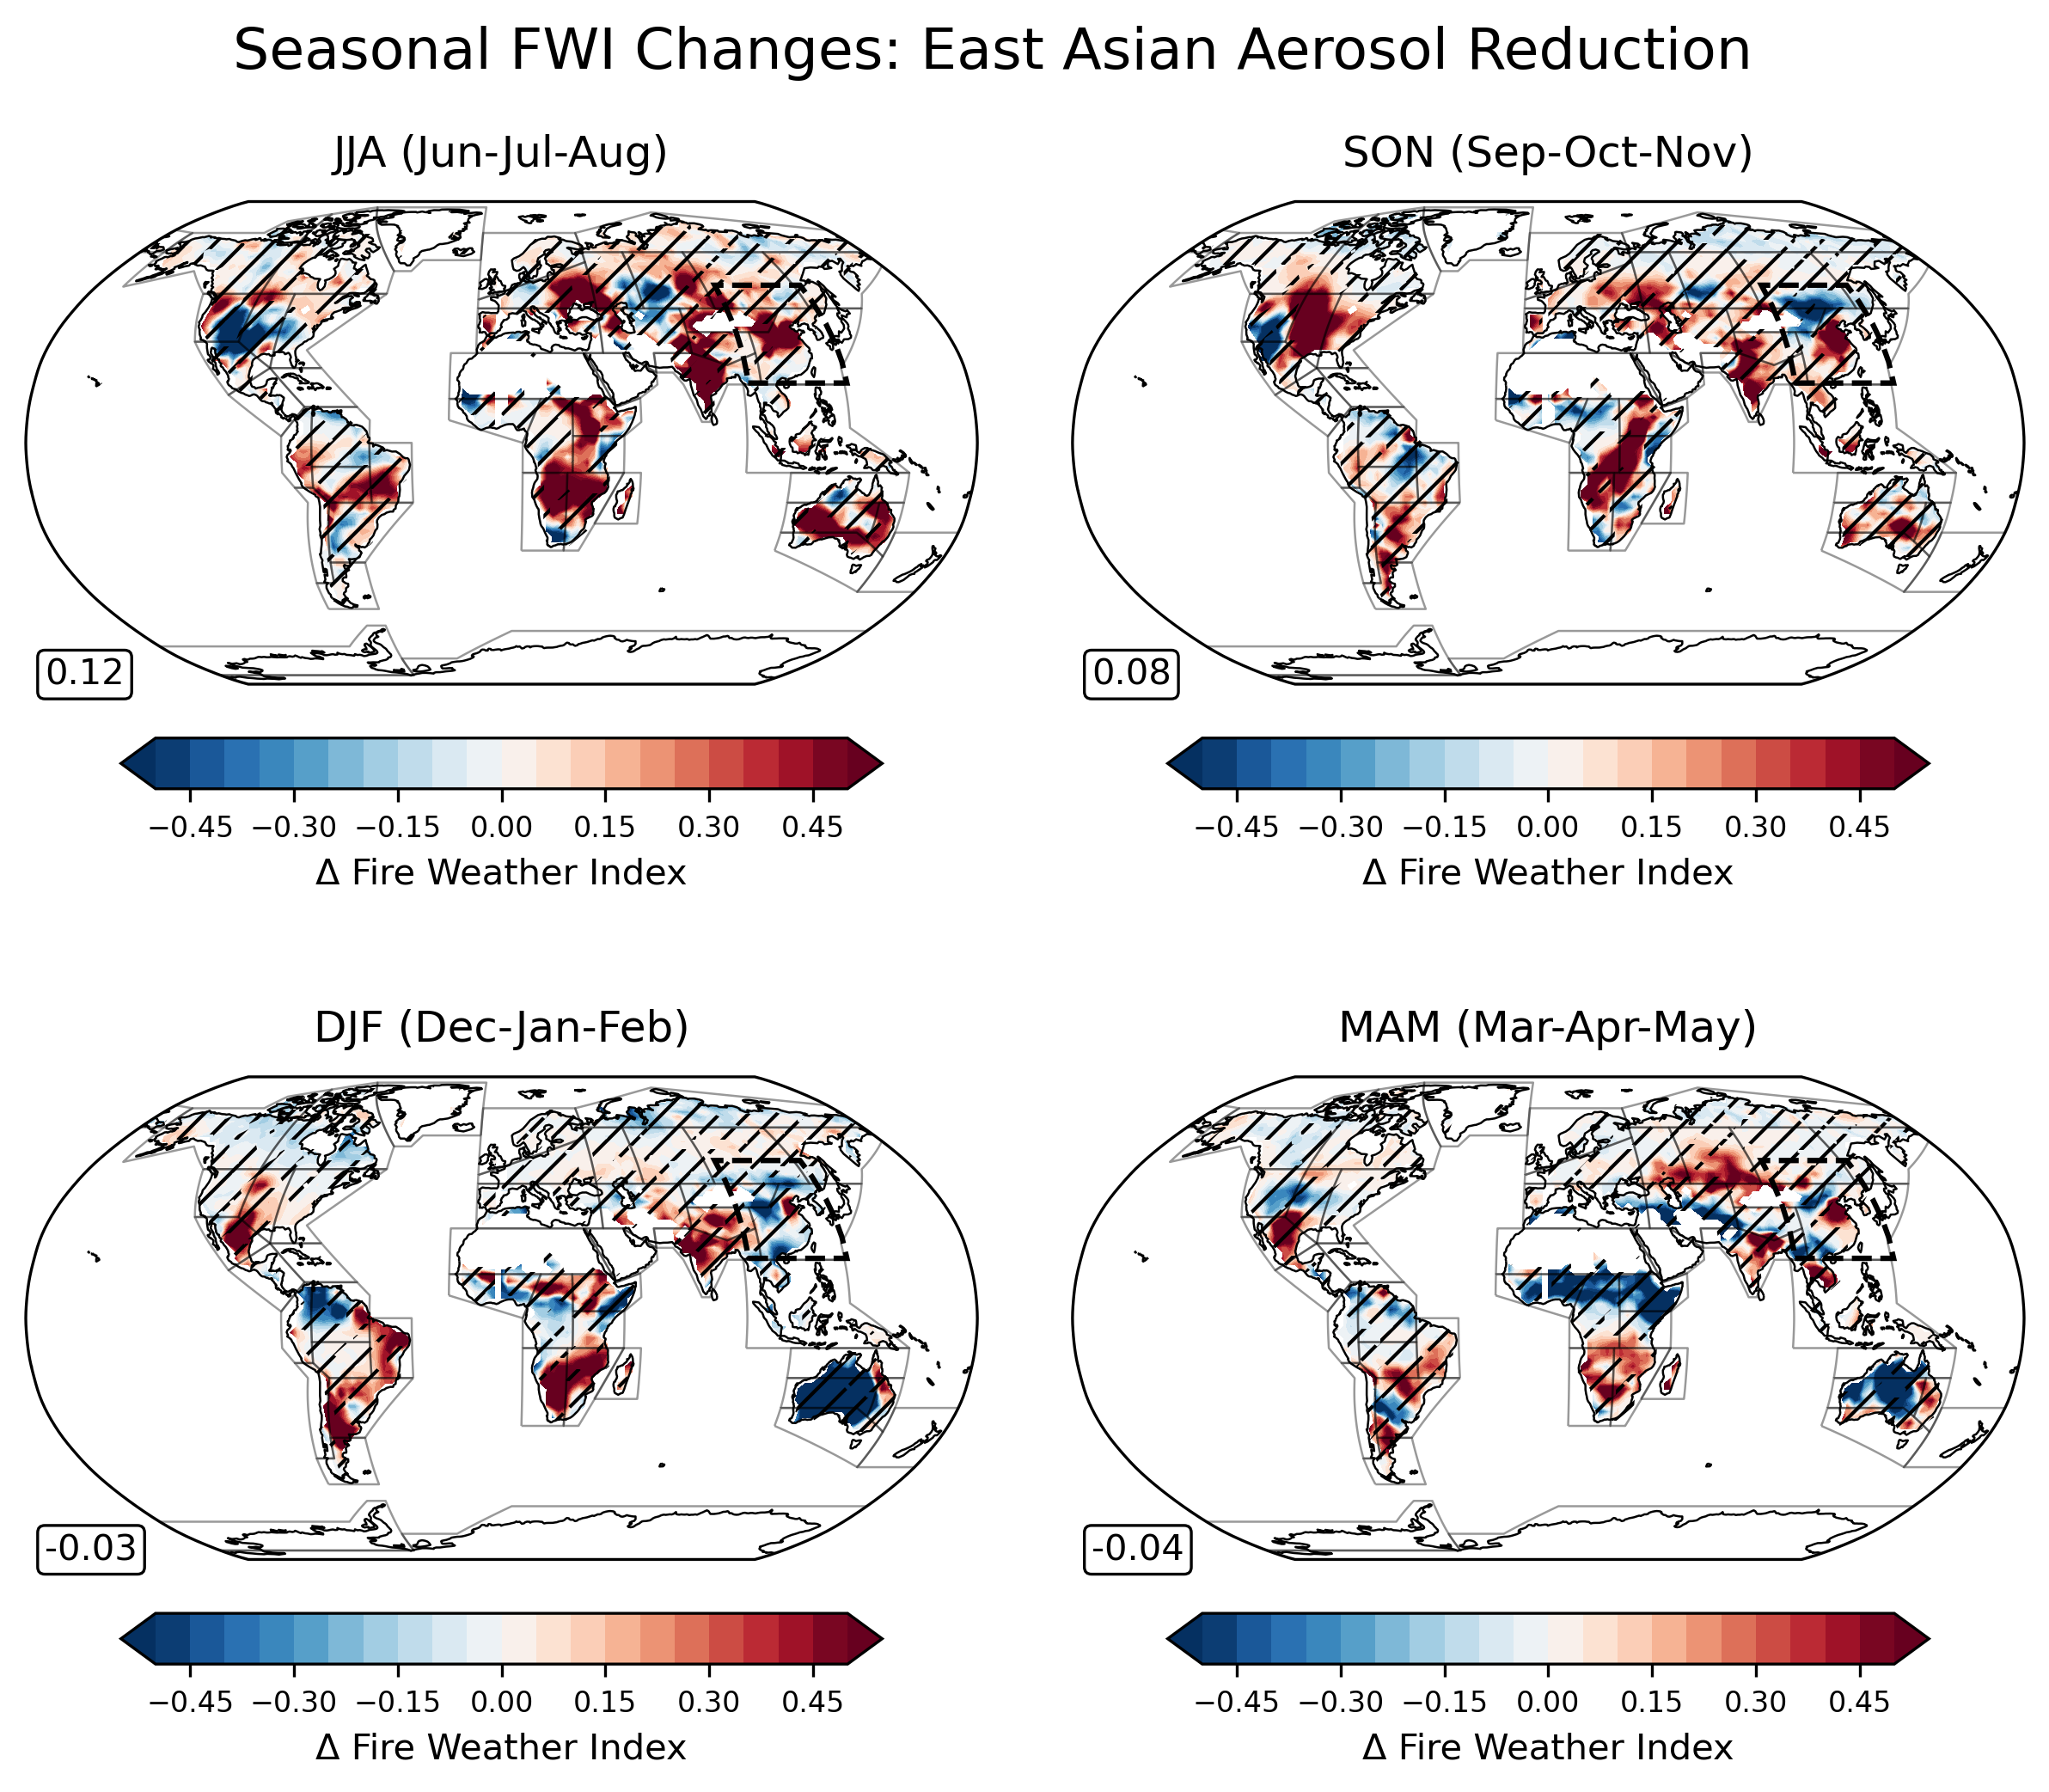 Seasonal FWI Changes: East Asian Aerosol Reduction
JJA (Jun-Jul-Aug)
SON (Sep-Oct-Nov)
0.12
0.08
−0.45 −0.30 −0.15 0.00 0.15 0.30 0.45
Δ Fire Weather Index
−0.45 −0.30 −0.15 0.00 0.15 0.30 0.45
Δ Fire Weather Index
DJF (Dec-Jan-Feb)
MAM (Mar-Apr-May)
-0.03
-0.04
−0.45 −0.30 −0.15 0.00 0.15 0.30 0.45
Δ Fire Weather Index
−0.45 −0.30 −0.15 0.00 0.15 0.30 0.45
Δ Fire Weather Index